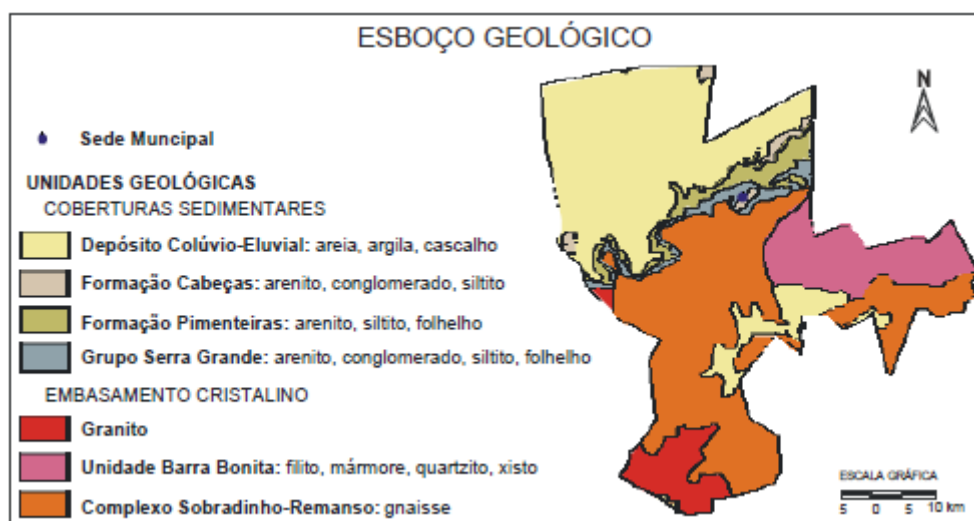 ESBOÇO GEOLÓGICO
N
Sede Muncipal
UNIDADES GEOLÓGICAS
COBERTURAS SEDIMENTARES
Depósito Colúvio-Eluvial: areia, argila, cascalho
Formação Cabeças: arenito, conglomerado, siltito
Formação Pimenteiras: arenito, siltito, folhelho
Grupo Serra Grande: arenito, conglomerado, siltito, folhelho
EMBASAMENTO CRISTALINO
Granito
Unidade Barra Bonita: filito, mármore, quartzito, xisto
Complexo Sobradinho-Remanso: gnaisse
ESCALA GRÁFICA
5 0 5 10 km